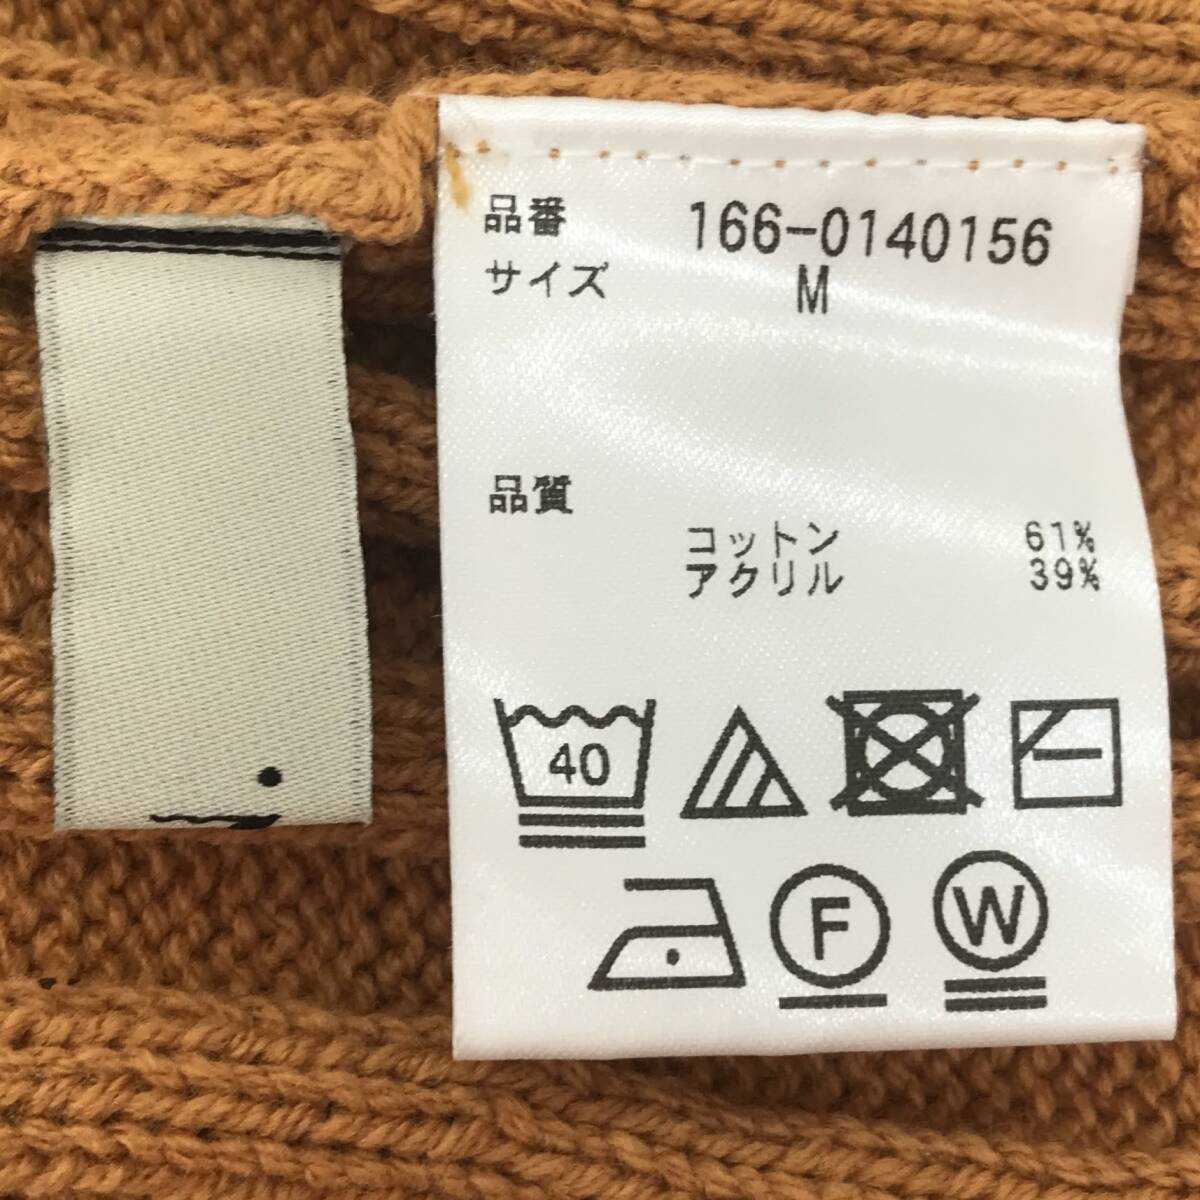 品番 166-0140156
サイズ M
品質
コットン 61%
アクリル 39%
40
F W